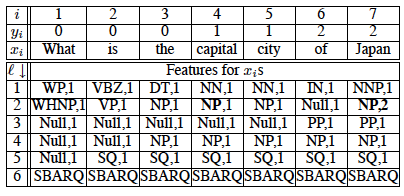 i 1 2 3 4 5 6 7
yi 0 0 0 1 1 2 2
xi What is the capital city of Japan
ℓ ↓ Features for xis
1 WP,1 VBZ,1 DT,1 NN,1 NN,1 IN,1 NNP,1
2 WHNP,1 VP,1 NP,1 NP,1 NP,1 Null,1 NP,2
3 Null,1 Null,1 Null,1 Null,1 Null,1 PP,1 PP,1
4 Null,1 Null,1 NP,1 NP,1 NP,1 NP,1 NP,1
5 Null,1 SQ,1 SQ,1 SQ,1 SQ,1 SQ,1 SQ,1
6 SBARQ SBARQ SBARQ SBARQ SBARQ SBARQ SBARQ